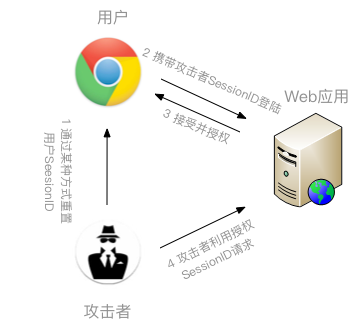 用户
2 携带攻击者SessionID登陆
Web应用
3 接受并授权
1 通过某种方式重置
用户SeesionID
4 攻击者利用授权
SessionID请求
攻击者